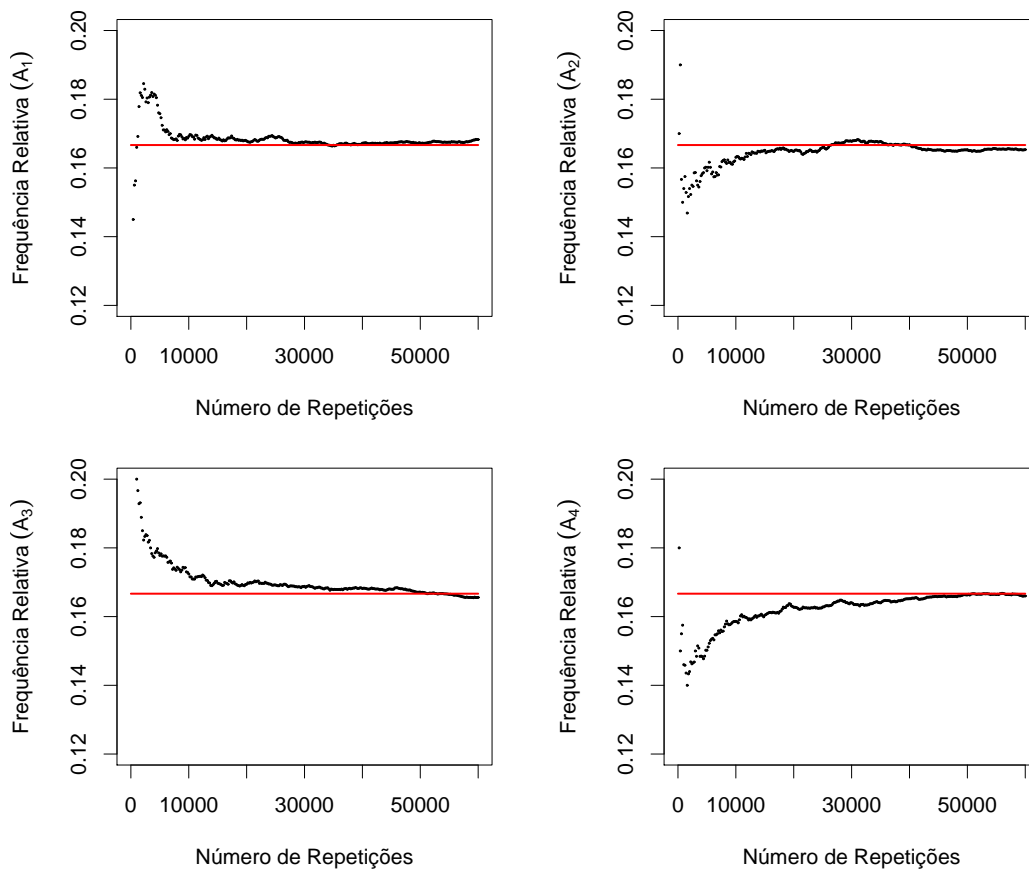 Frequência Relativa (A₁)
0.12 0.14 0.16 0.18 0.20
0 10000 30000 50000
Número de Repetições
Frequência Relativa (A₂)
0.12 0.14 0.16 0.18 0.20
0 10000 30000 50000
Número de Repetições
Frequência Relativa (A₃)
0.12 0.14 0.16 0.18 0.20
0 10000 30000 50000
Número de Repetições
Frequência Relativa (A₄)
0.12 0.14 0.16 0.18 0.20
0 10000 30000 50000
Número de Repetições